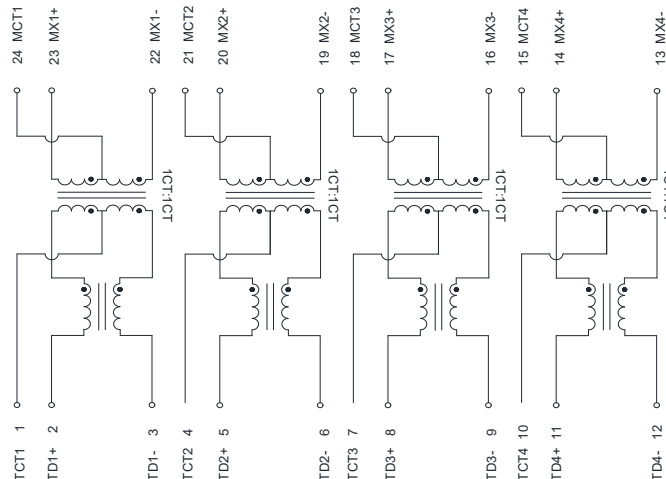 24 MCT1
23 MX1+
22 MX1-
21 MCT2
20 MX2+
19 MX2-
18 MCT3
17 MX3+
16 MX3-
15 MCT4
14 MX4+
13 MX4-
1CT:1CT
1CT:1CT
1CT:1CT
1CT:1CT
TCT1 1
TD1+ 2
TD1- 3
TCT2 4
TD2+ 5
TD2- 6
TCT3 7
TD3+ 8
TD3- 9
TCT4 10
TD4+ 11
TD4- 12